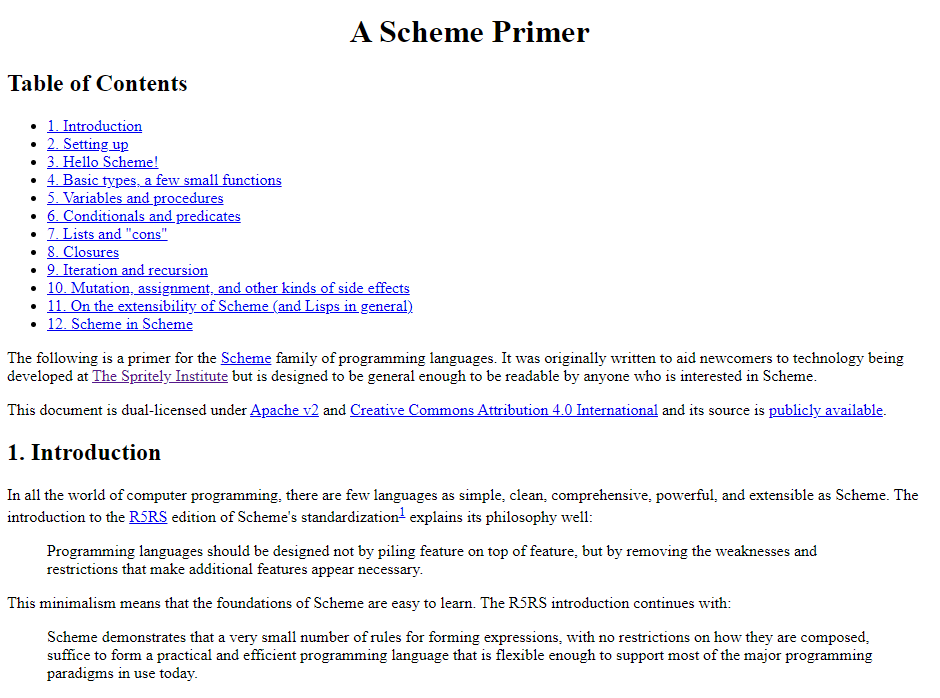 A Scheme Primer
Table of Contents
1. Introduction
2. Setting up
3. Hello Scheme!
4. Basic types, a few small functions
5. Variables and procedures
6. Conditionals and predicates
7. Lists and "cons"
8. Closures
9. Iteration and recursion
10. Mutation, assignment, and other kinds of side effects
11. On the extensibility of Scheme (and Lisps in general)
12. Scheme in Scheme
The following is a primer for the Scheme family of programming languages. It was originally written to aid newcomers to technology being
developed at The Spritely Institute but is designed to be general enough to be readable by anyone who is interested in Scheme.
This document is dual-licensed under Apache v2 and Creative Commons Attribution 4.0 International and its source is publicly available.
1. Introduction
In all the world of computer programming, there are few languages as simple, clean, comprehensive, powerful, and extensible as Scheme. The
introduction to the R5RS edition of Scheme's standardization1 explains its philosophy well:
Programming languages should be designed not by piling feature on top of feature, but by removing the weaknesses and
restrictions that make additional features appear necessary.
This minimalism means that the foundations of Scheme are easy to learn. The R5RS introduction continues with:
Scheme demonstrates that a very small number of rules for forming expressions, with no restrictions on how they are composed,
suffice to form a practical and efficient programming language that is flexible enough to support most of the major programming
paradigms in use today.